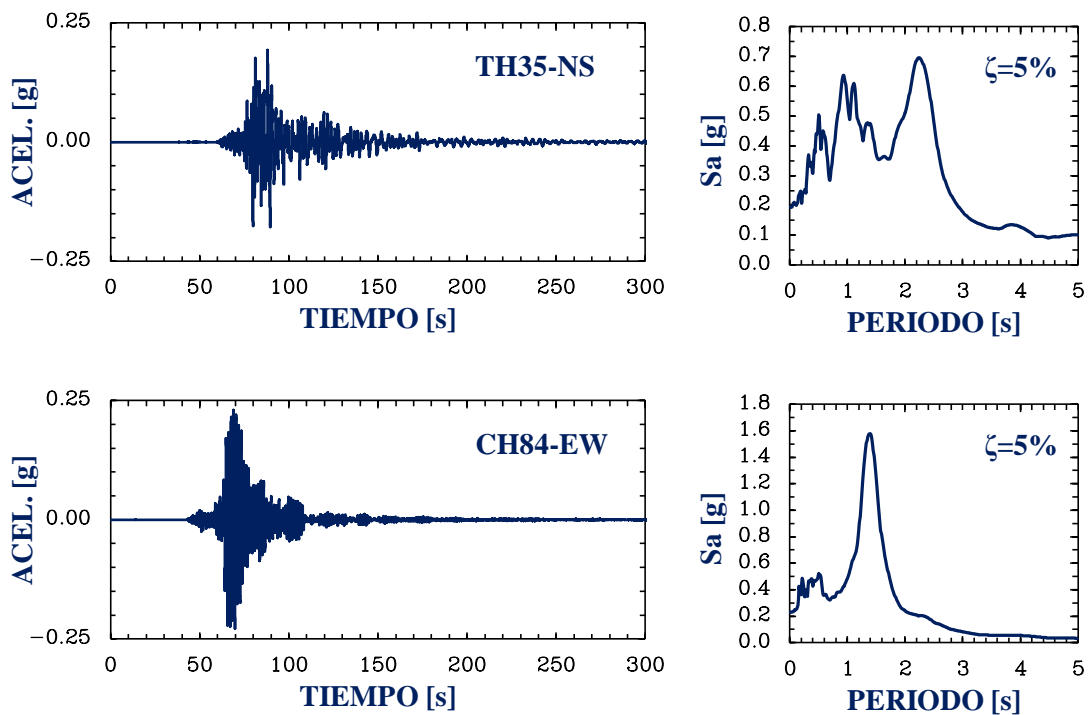 ACEL. [g]
0.25
0.00
−0.25
TH35-NS
0 50 100 150 200 250 300
TIEMPO [s]
Sa [g]
0.8
0.7
0.6
0.5
0.4
0.3
0.2
0.1
0.0
ζ=5%
0 1 2 3 4 5
PERIODO [s]
ACEL. [g]
0.25
0.00
−0.25
CH84-EW
0 50 100 150 200 250 300
TIEMPO [s]
Sa [g]
1.8
1.6
1.4
1.2
1.0
0.8
0.6
0.4
0.2
0.0
ζ=5%
0 1 2 3 4 5
PERIODO [s]